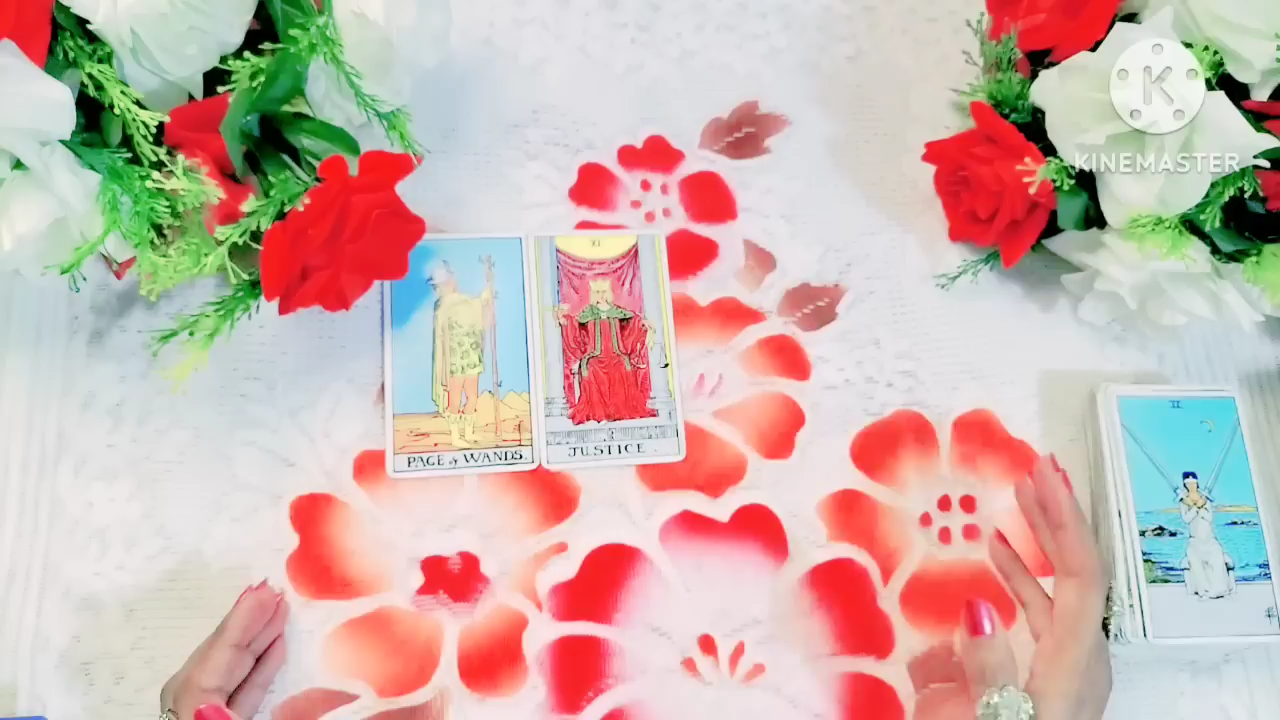 K
KINEMASTER
XI
PAGE of WANDS.
JUSTICE.
II